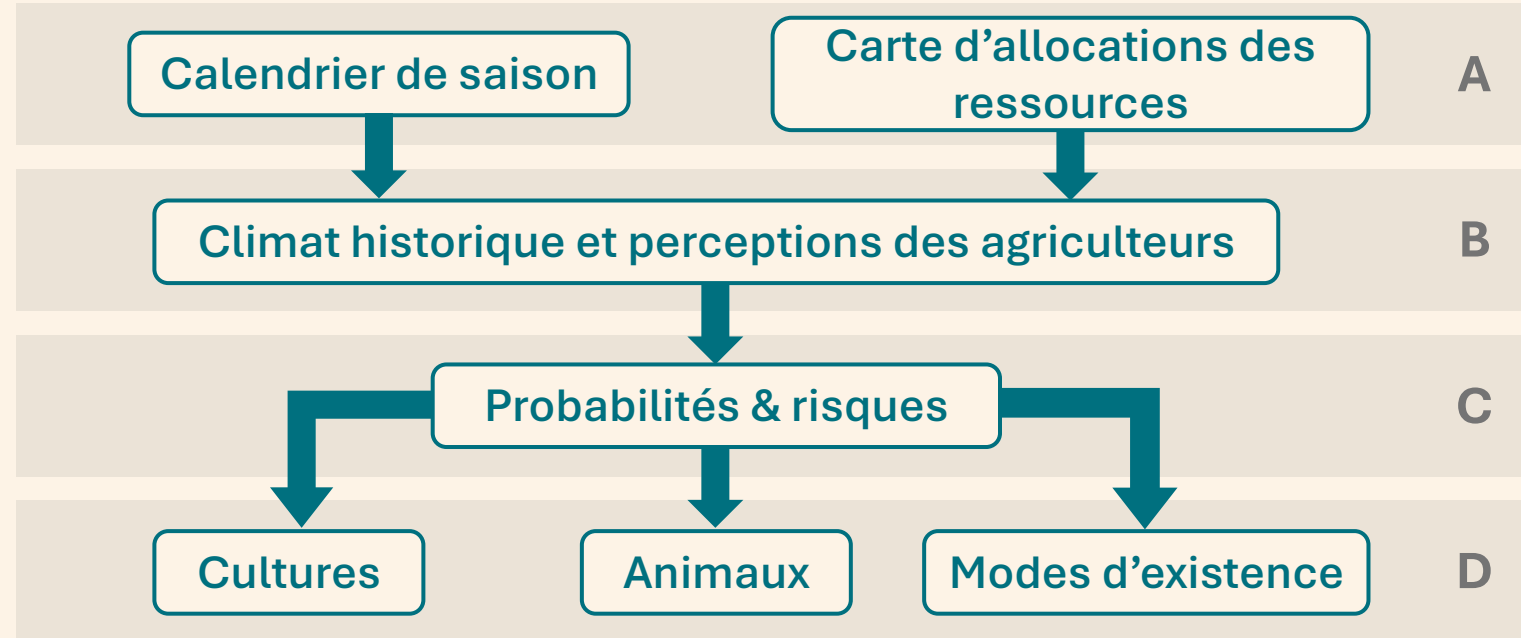 Calendrier de saison
Carte d’allocations des
ressources
A
Climat historique et perceptions des agriculteurs
B
Probabilités & risques
C
Cultures
Animaux
Modes d’existence
D